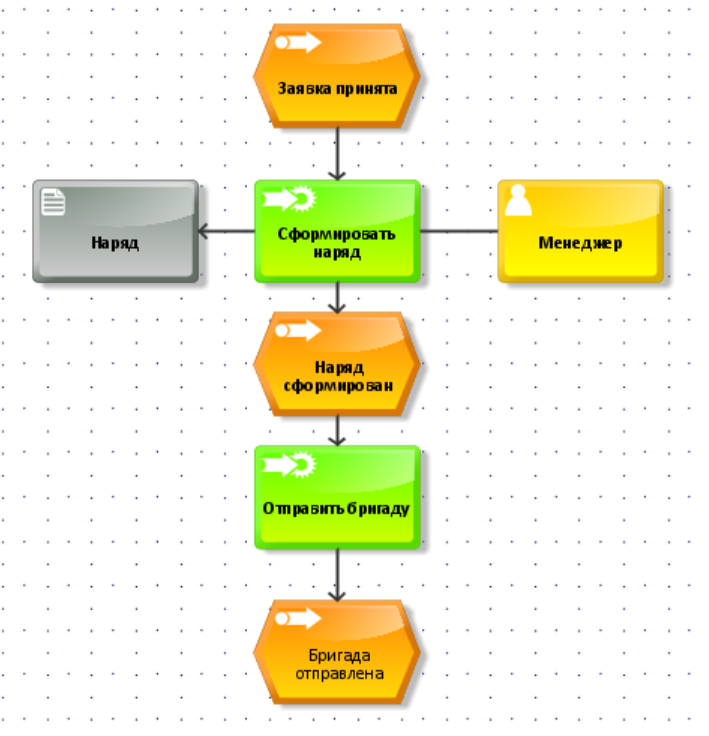 Заявка принята
Наряд
Сформировать
наряд
Менеджер
Наряд
сформирован
Отправить бригаду
Бригада
отправлена